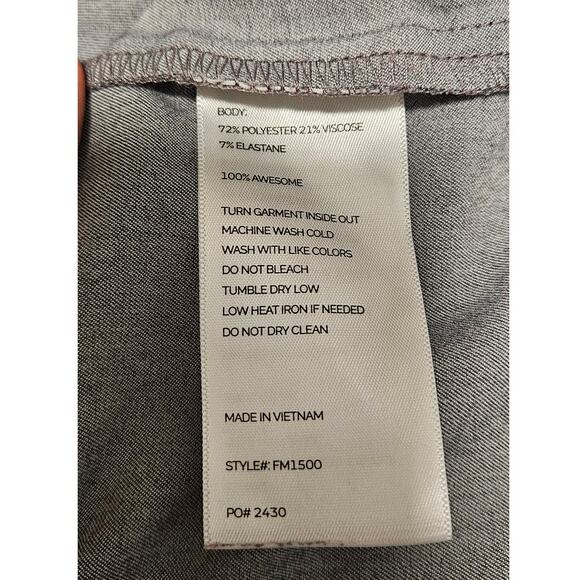 BODY:
72% POLYESTER 21% VISCOSE
7% ELASTANE
100% AWESOME
TURN GARMENT INSIDE OUT
MACHINE WASH COLD
WASH WITH LIKE COLORS
DO NOT BLEACH
TUMBLE DRY LOW
LOW HEAT IRON IF NEEDED
DO NOT DRY CLEAN
MADE IN VIETNAM
STYLE#: FM1500
PO# 2430